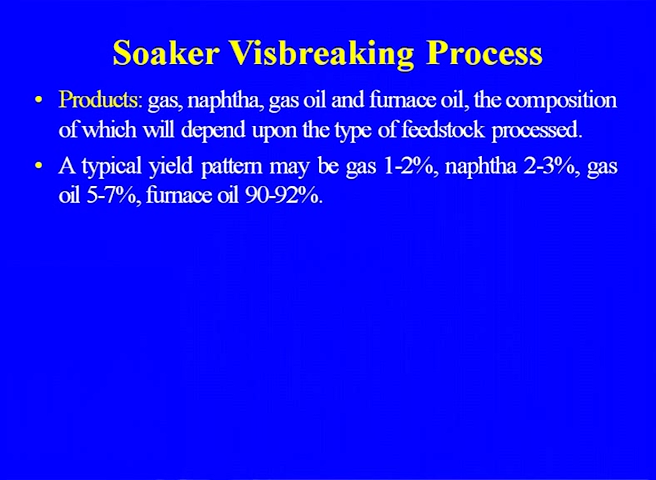 Soaker Visbreaking Process
• Products: gas, naphtha, gas oil and furnace oil, the composition
of which will depend upon the type of feedstock processed.
• A typical yield pattern may be gas 1-2%, naphtha 2-3%, gas
oil 5-7%, furnace oil 90-92%.